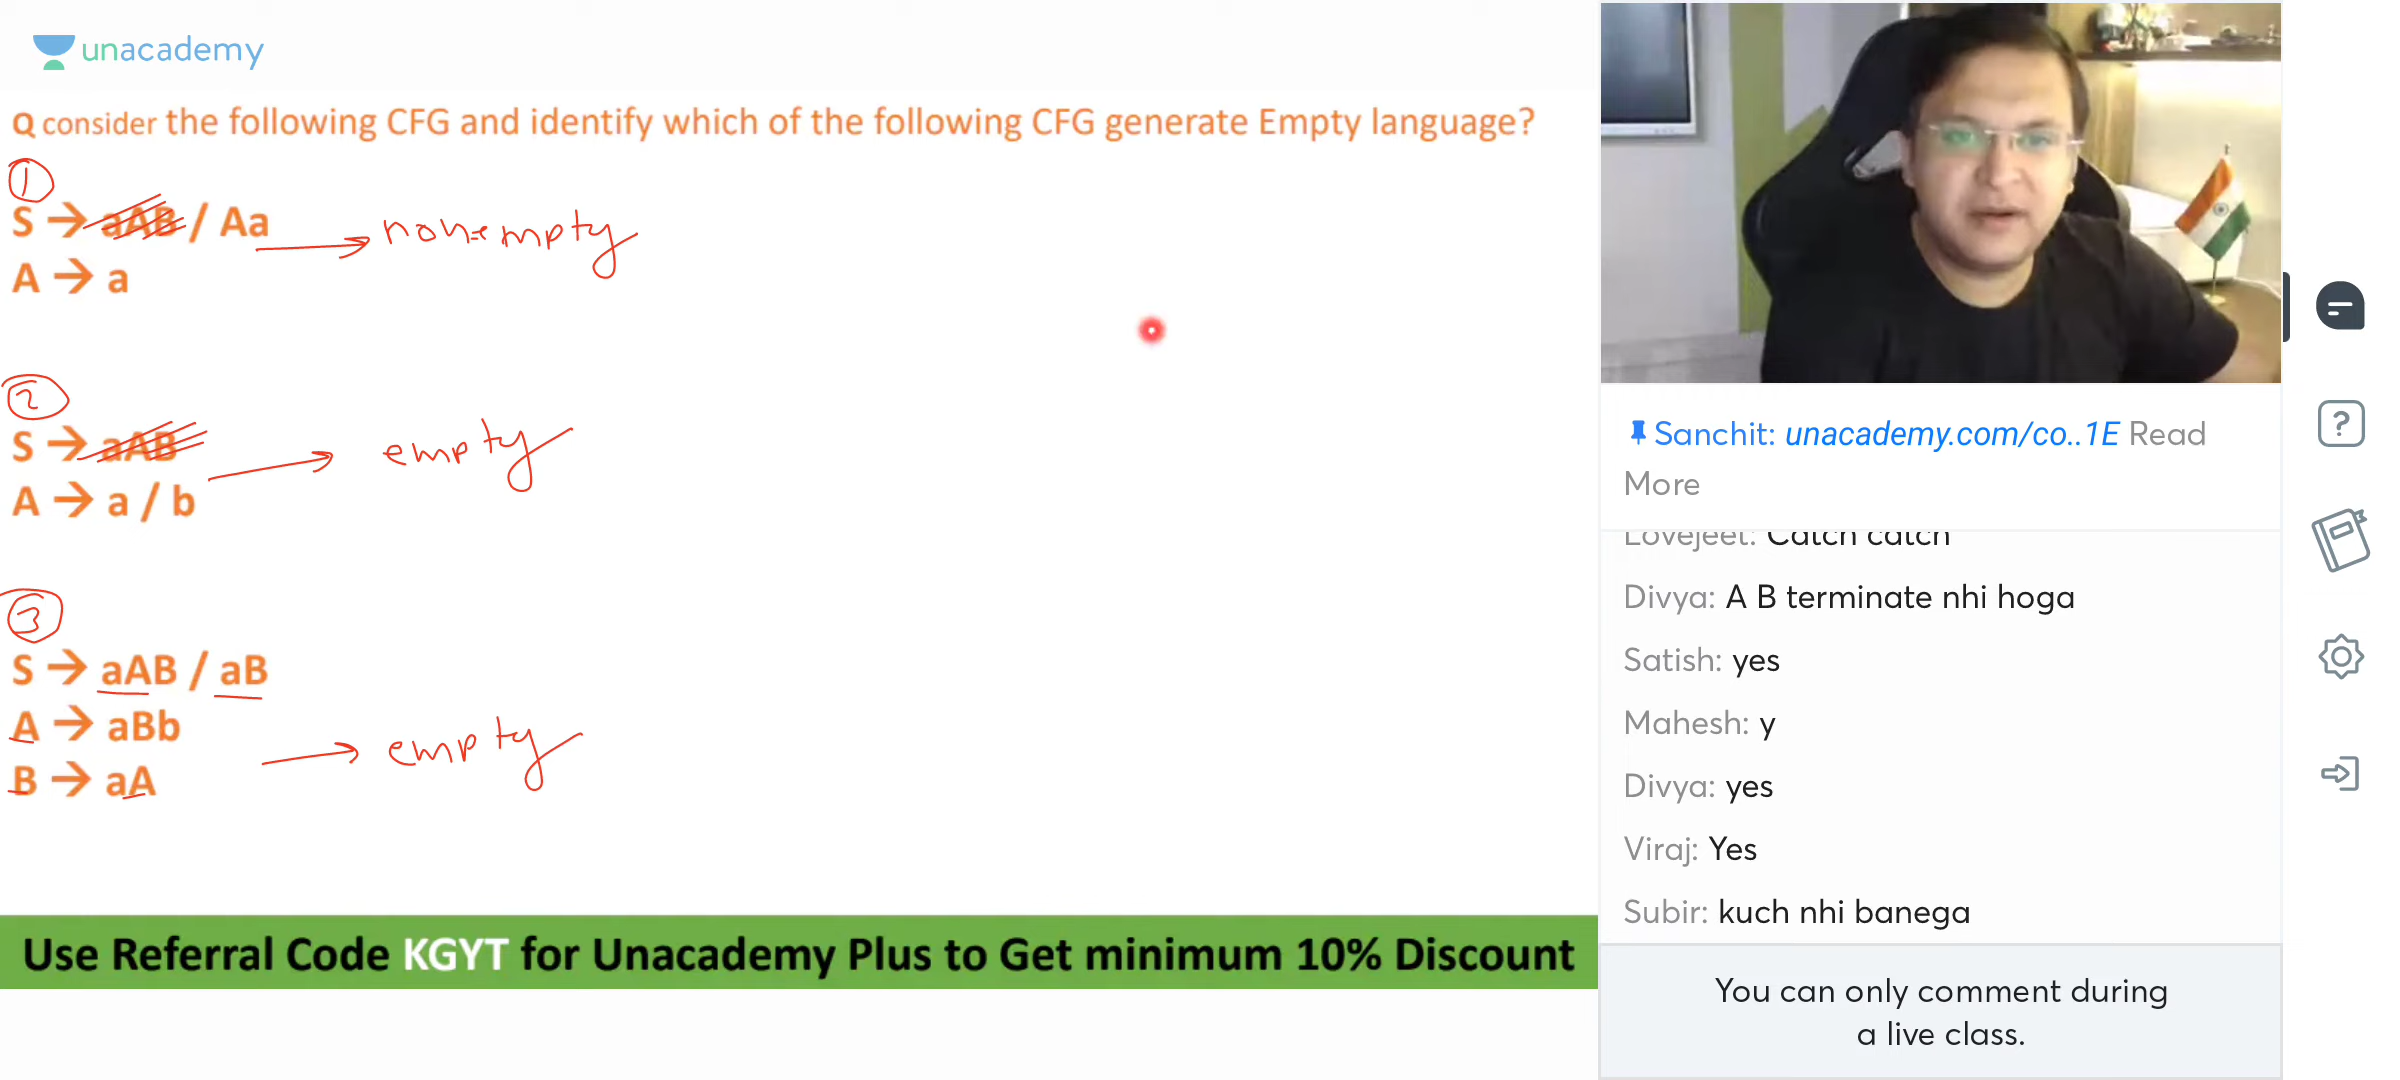 unacademy
Q consider the following CFG and identify which of the following CFG generate Empty language?
①
S → aAB / Aa → non-empty
A → a
②
S → aAB → empty
A → a / b
③
S → aAB / aB
A → aBb → empty
B → aA
Use Referral Code KGYT for Unacademy Plus to Get minimum 10% Discount
Sanchit: unacademy.com/co..1E Read
More
Lovejeet: Catch catch
Divya: A B terminate nhi hoga
Satish: yes
Mahesh: y
Divya: yes
Viraj: Yes
Subir: kuch nhi banega
You can only comment during
a live class.